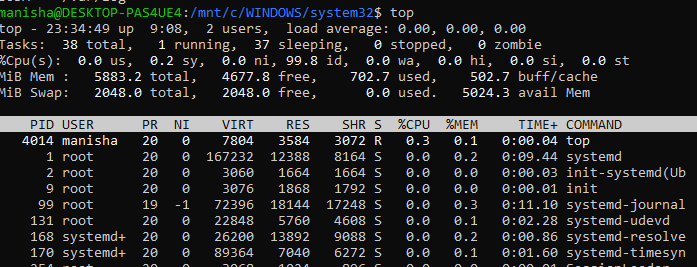 manisha@DESKTOP-PAS4UE4:/mnt/c/WINDOWS/system32$ top
top - 23:34:49 up  9:08,  2 users,  load average: 0.00, 0.00, 0.00
Tasks:  38 total,   1 running,  37 sleeping,   0 stopped,   0 zombie
%Cpu(s):  0.0 us,  0.2 sy,  0.0 ni, 99.8 id,  0.0 wa,  0.0 hi,  0.0 si,  0.0 st
MiB Mem :   5883.2 total,   4677.8 free,    702.7 used,    502.7 buff/cache
MiB Swap:   2048.0 total,   2048.0 free,      0.0 used.   5024.3 avail Mem
PID USER      PR  NI    VIRT    RES    SHR S  %CPU  %MEM     TIME+ COMMAND
4014 manisha   20   0    7804   3584   3072 R   0.3   0.1   0:00.04 top
1 root      20   0  167232  12388   8164 S   0.0   0.2   0:09.44 systemd
2 root      20   0    3060   1664   1664 S   0.0   0.0   0:00.03 init-systemd(Ub
9 root      20   0    3076   1868   1792 S   0.0   0.0   0:00.01 init
99 root      19  -1   72396  18144  17248 S   0.0   0.3   0:11.10 systemd-journal
131 root      20   0   22848   5760   4608 S   0.0   0.1   0:02.28 systemd-udevd
168 systemd+  20   0   26200  13892   9088 S   0.0   0.2   0:00.86 systemd-resolve
170 systemd+  20   0   89364   7040   6272 S   0.0   0.1   0:01.60 systemd-timesyn